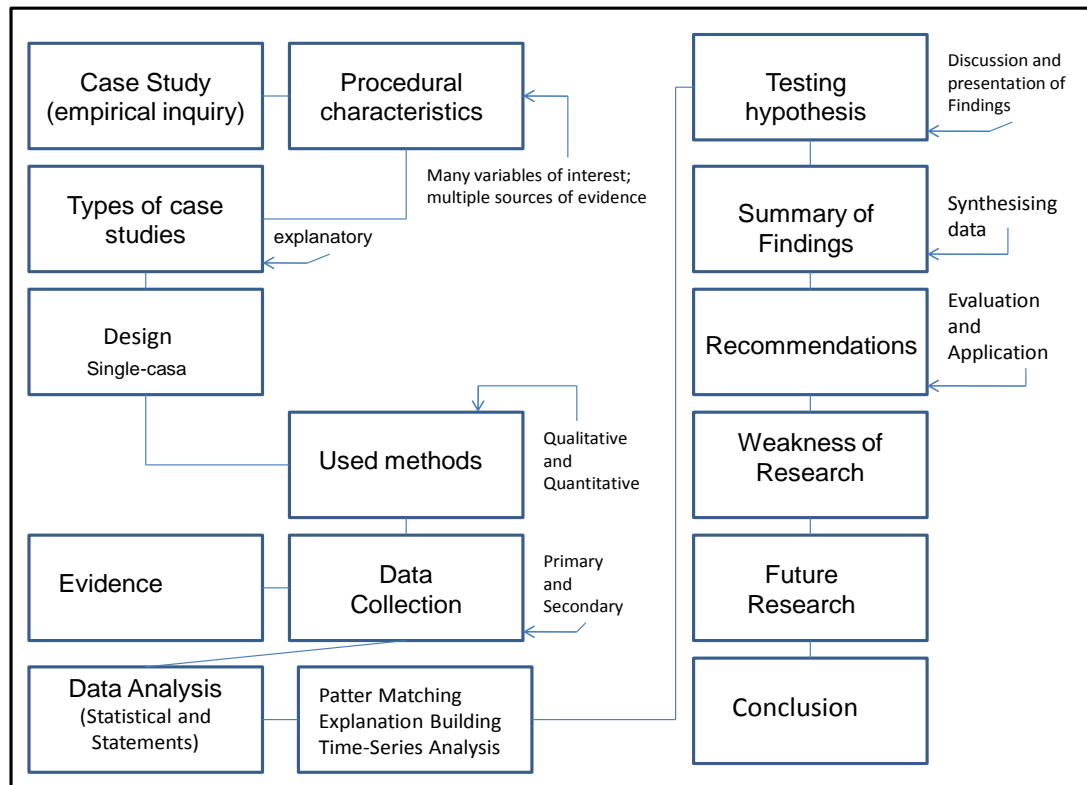 Case Study
(empirical inquiry)
Procedural
characteristics
Many variables of interest;
multiple sources of evidence
Types of case
studies
explanatory
Design
Single-casa
Used methods
Qualitative
and
Quantitative
Evidence
Data
Collection
Primary
and
Secondary
Data Analysis
(Statistical and
Statements)
Patter Matching
Explanation Building
Time-Series Analysis
Testing
hypothesis
Discussion and
presentation of
Findings
Summary of
Findings
Synthesising
data
Recommendations
Evaluation
and
Application
Weakness of
Research
Future
Research
Conclusion